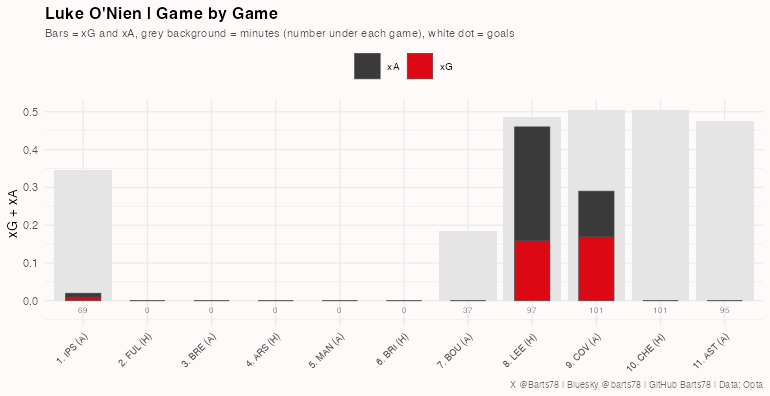 Luke O'Nien | Game by Game
Bars = xG and xA, grey background = minutes (number under each game), white dot = goals
xA xG
xG + xA
0.5
0.4
0.3
0.2
0.1
0.0
69 0 0 0 0 0 37 97 101 101 95
1. IPS (A)
2. FUL (H)
3. BRE (A)
4. ARS (H)
5. MAN (A)
6. BRI (H)
7. BOU (A)
8. LEE (H)
9. COV (A)
10. CHE (H)
11. AST (A)
X @Barts78 | Bluesky @barts78 | GitHub Barts78 | Data: Opta